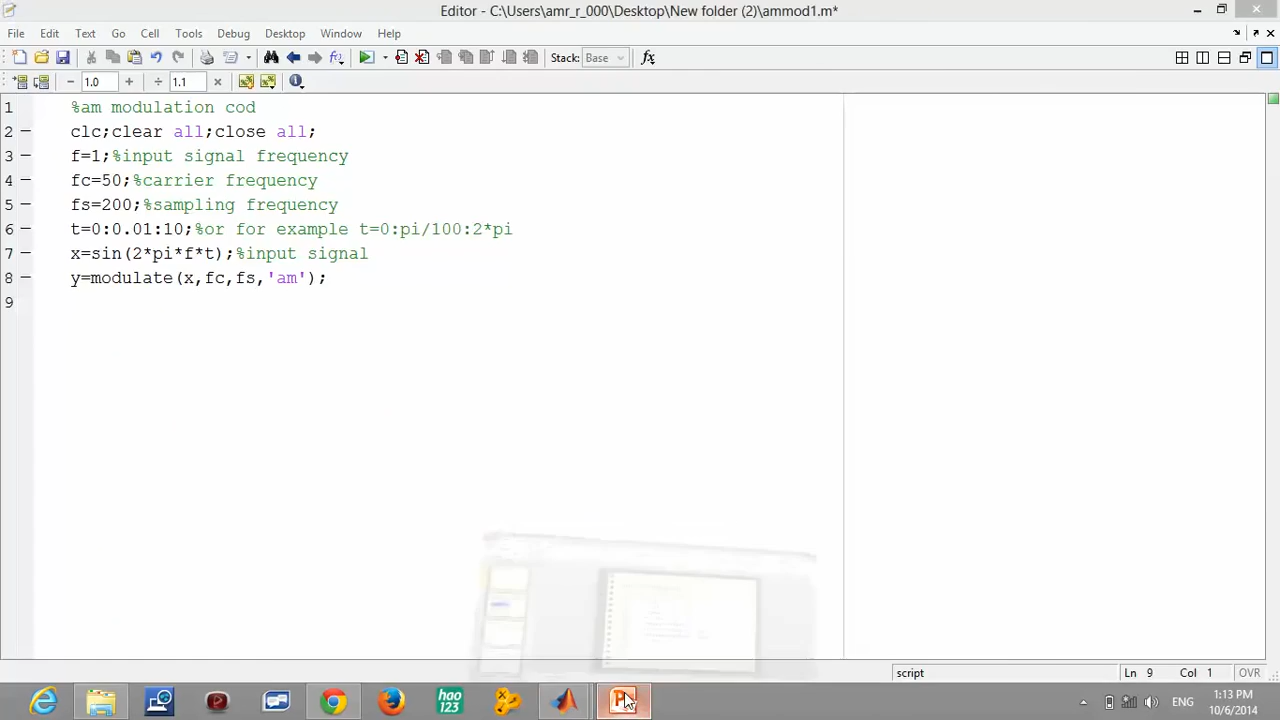 Editor - C:\Users\amr_r_000\Desktop\New folder (2)\ammod1.m*
File Edit Text Go Cell Tools Debug Desktop Window Help
Stack: Base fx
− 1.0 + ÷ 1.1 ×
1 %am modulation cod
2 − clc;clear all;close all;
3 − f=1;%input signal frequency
4 − fc=50;%carrier frequency
5 − fs=200;%sampling frequency
6 − t=0:0.01:10;%or for example t=0:pi/100:2*pi
7 − x=sin(2*pi*f*t);%input signal
8 − y=modulate(x,fc,fs,'am');
9
script Ln 9 Col 1 OVR
hao
123
ENG
1:13 PM
10/6/2014